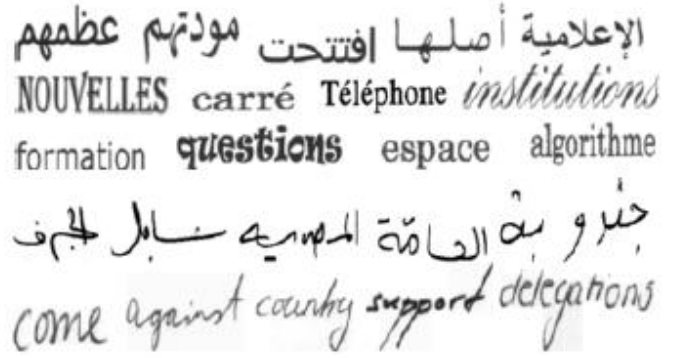 الإعلامية أصلها افتتحت مودتهم عظمهم
NOUVELLES carré Téléphone institutions
formation questions espace algorithme
العامة المصرية
come against country support delegations